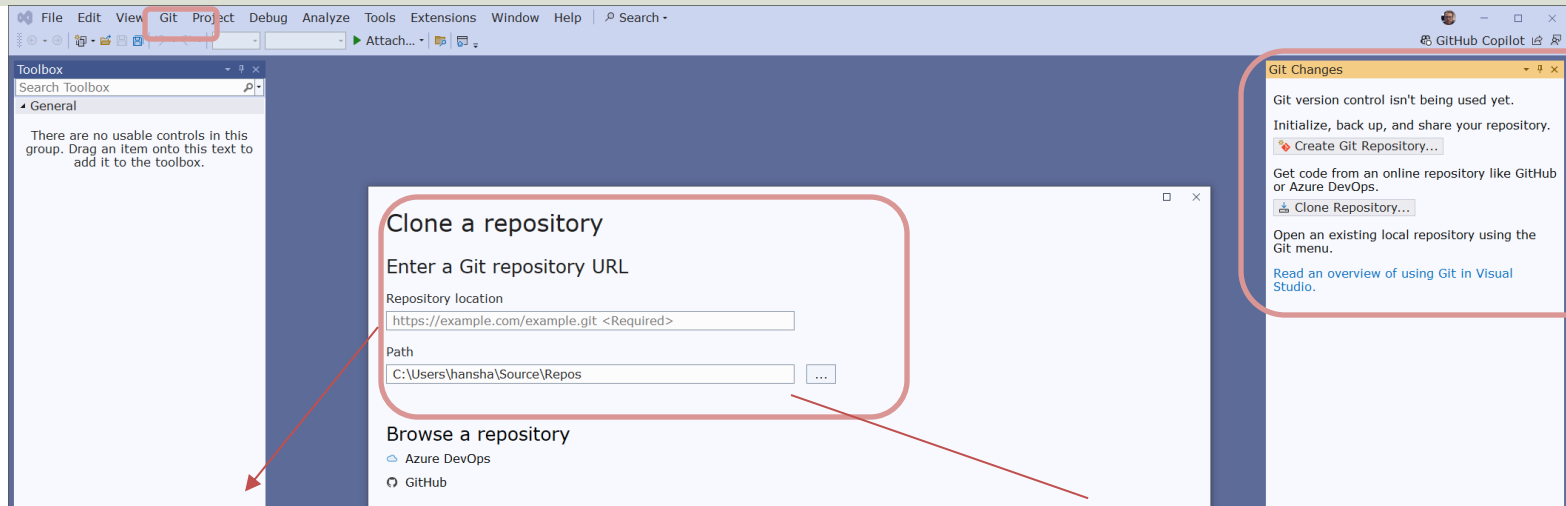 File Edit View Git Project Debug Analyze Tools Extensions Window Help Search
Attach...
GitHub Copilot
Toolbox
Search Toolbox
General
There are no usable controls in this
group. Drag an item onto this text to
add it to the toolbox.
Clone a repository
Enter a Git repository URL
Repository location
https://example.com/example.git <Required>
Path
C:\Users\hansha\Source\Repos
...
Browse a repository
Azure DevOps
GitHub
Git Changes
Git version control isn't being used yet.
Initialize, back up, and share your repository.
Create Git Repository...
Get code from an online repository like GitHub
or Azure DevOps.
Clone Repository...
Open an existing local repository using the
Git menu.
Read an overview of using Git in Visual
Studio.